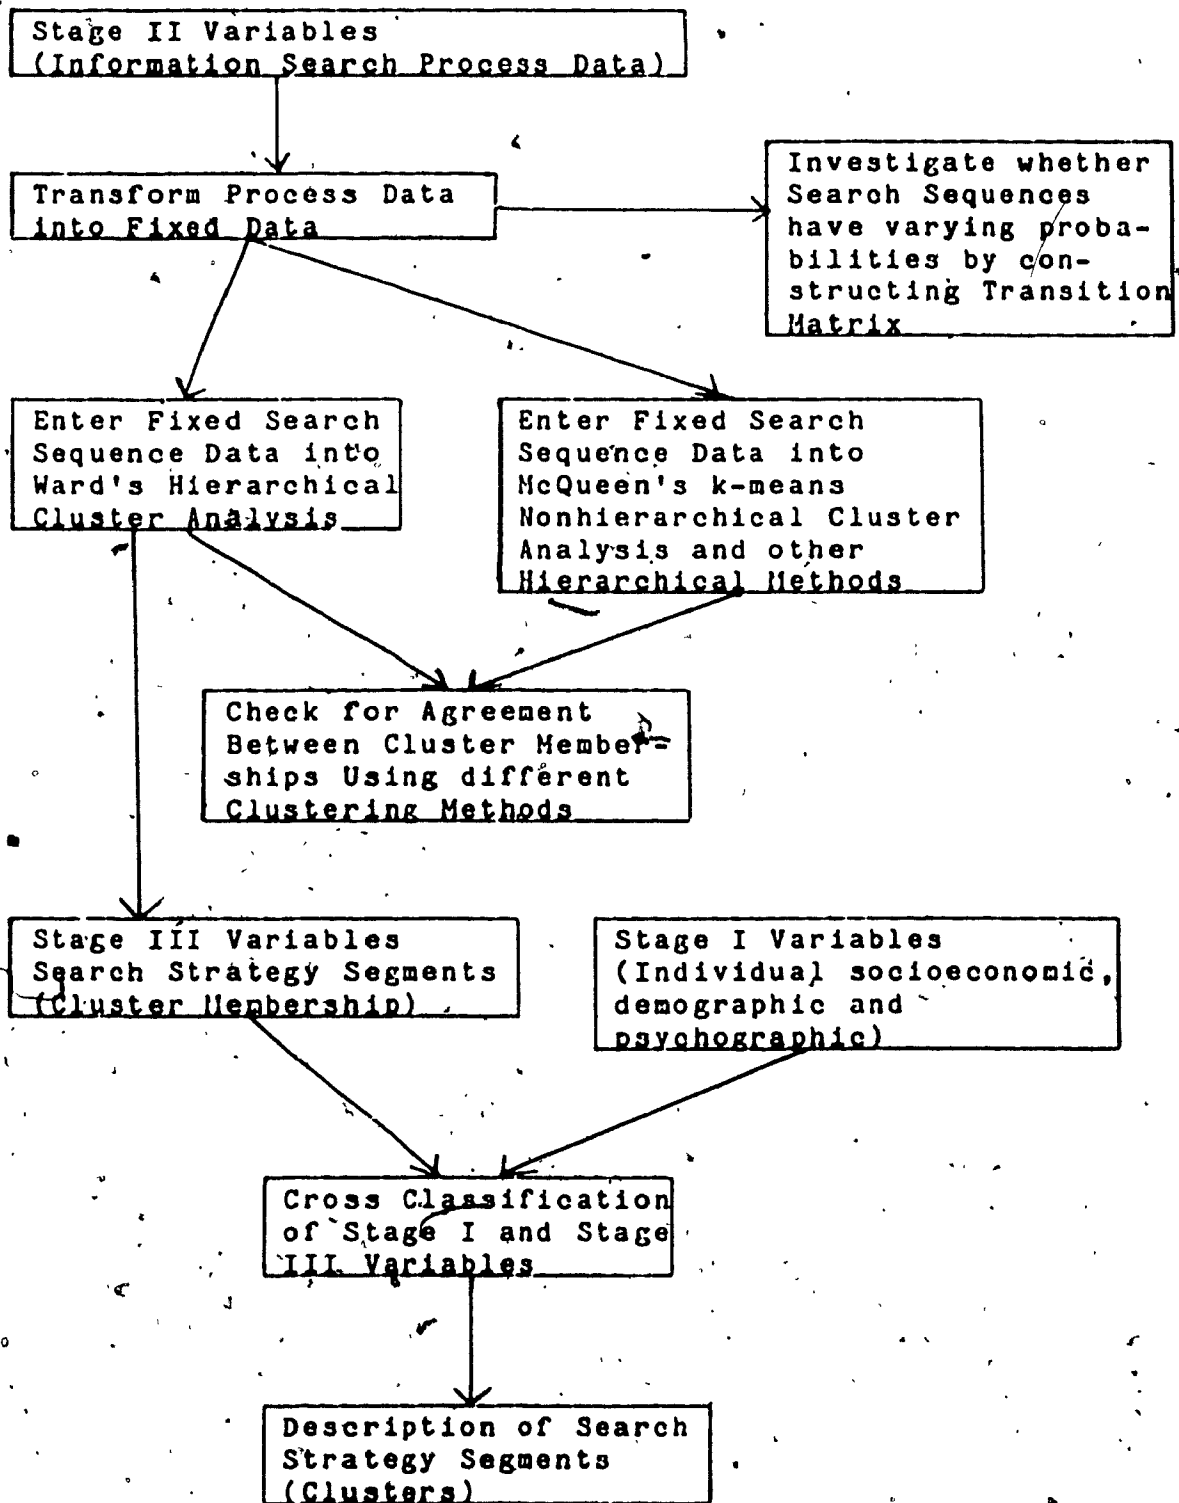 Stage II Variables
(Information Search Process Data)
Transform Process Data
into Fixed Data
Investigate whether
Search Sequences
have varying proba-
bilities by con-
structing Transition
Matrix
Enter Fixed Search
Sequence Data into
Ward's Hierarchical
Cluster Analysis
Enter Fixed Search
Sequence Data into
McQueen's k-means
Nonhierarchical Cluster
Analysis and other
Hierarchical Methods
Check for Agreement
Between Cluster Member-
ships Using different
Clustering Methods
Stage III Variables
Search Strategy Segments
(Cluster Membership)
Stage I Variables
(Individual socioeconomic,
demographic and
psychographic)
Cross Classification
of Stage I and Stage
III Variables
Description of Search
Strategy Segments
(Clusters)